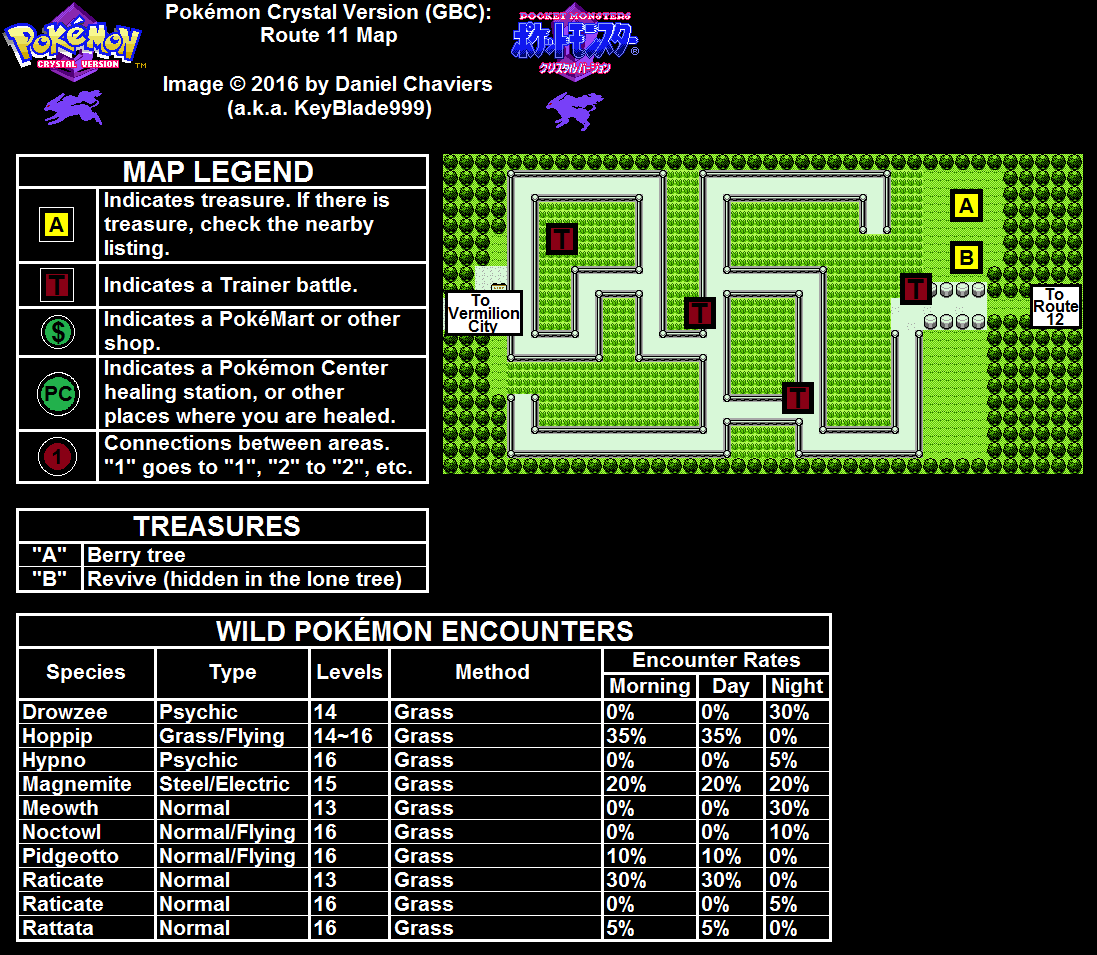 POKéMON
CRYSTAL VERSION TM
Pokémon Crystal Version (GBC):
Route 11 Map
Image © 2016 by Daniel Chaviers
(a.k.a. KeyBlade999)
POCKET MONSTERS
ポケットモンスター ®
クリスタルバージョン
MAP LEGEND
A
Indicates treasure. If there is
treasure, check the nearby
listing.
T
Indicates a Trainer battle.
$
Indicates a PokéMart or other
shop.
PC
Indicates a Pokémon Center
healing station, or other
places where you are healed.
1
Connections between areas.
"1" goes to "1", "2" to "2", etc.
A
T
B
T
To
Vermilion
City
To
Route
12
T
T
TREASURES
"A" Berry tree
"B" Revive (hidden in the lone tree)
WILD POKÉMON ENCOUNTERS
Species Type Levels Method Encounter Rates
Morning Day Night
Drowzee Psychic 14 Grass 0% 0% 30%
Hoppip Grass/Flying 14~16 Grass 35% 35% 0%
Hypno Psychic 16 Grass 0% 0% 5%
Magnemite Steel/Electric 15 Grass 20% 20% 20%
Meowth Normal 13 Grass 0% 0% 30%
Noctowl Normal/Flying 16 Grass 0% 0% 10%
Pidgeotto Normal/Flying 16 Grass 10% 10% 0%
Raticate Normal 13 Grass 30% 30% 0%
Raticate Normal 16 Grass 0% 0% 5%
Rattata Normal 16 Grass 5% 5% 0%